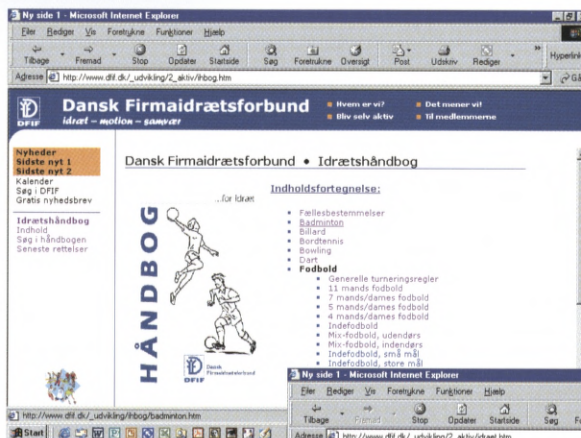 Ny side 1 - Microsoft Internet Explorer
Filer Rediger Vis Foretrukne Funktioner Hjælp
Tilbage Fremad Stop Opdater Startside Søg Foretrukne Oversigt Post Udskriv Rediger Hyperlink
Adresse http://www.dfif.dk/_udvikling/2_aktiv/ihbog.htm
DFIF
Dansk Firmaidrætsforbund
idræt – motion – samvær
Hvem er vi? Det mener vi!
Bliv selv aktiv Til medlemmerne
Nyheder
Sidste nyt 1
Sidste nyt 2
Kalender
Søg i DFIF
Gratis nyhedsbrev
Idrætshåndbog
Indhold
Søg i håndbogen
Seneste rettelser
Dansk Firmaidrætsforbund • Idrætshåndbog
...for Idræt
HÅNDBOG
DFIF
Dansk
Firmaidrætsforbund
Indholdsfortegnelse:
Fællesbestemmelser
Badminton
Billard
Bordtennis
Bowling
Dart
Fodbold
Generelle turneringsregler
11 mands fodbold
7 mands/dames fodbold
5 mands/dames fodbold
4 mands/dames fodbold
Indefodbold
Mix-fodbold, udendørs
Mix-fodbold, indendørs
Indefodbold, små mål
Indefodbold, store mål
http://www.dfif.dk/_udvikling/ihbog/badminton.htm
Start
Ny side 1 - Microsoft Internet Explorer
Filer Rediger Vis Foretrukne Funktioner Hjælp
Tilbage Fremad Stop Opdater Startside Søg
Adresse http://www.dfif.dk/_udvikling/2_aktiv/idraet.htm